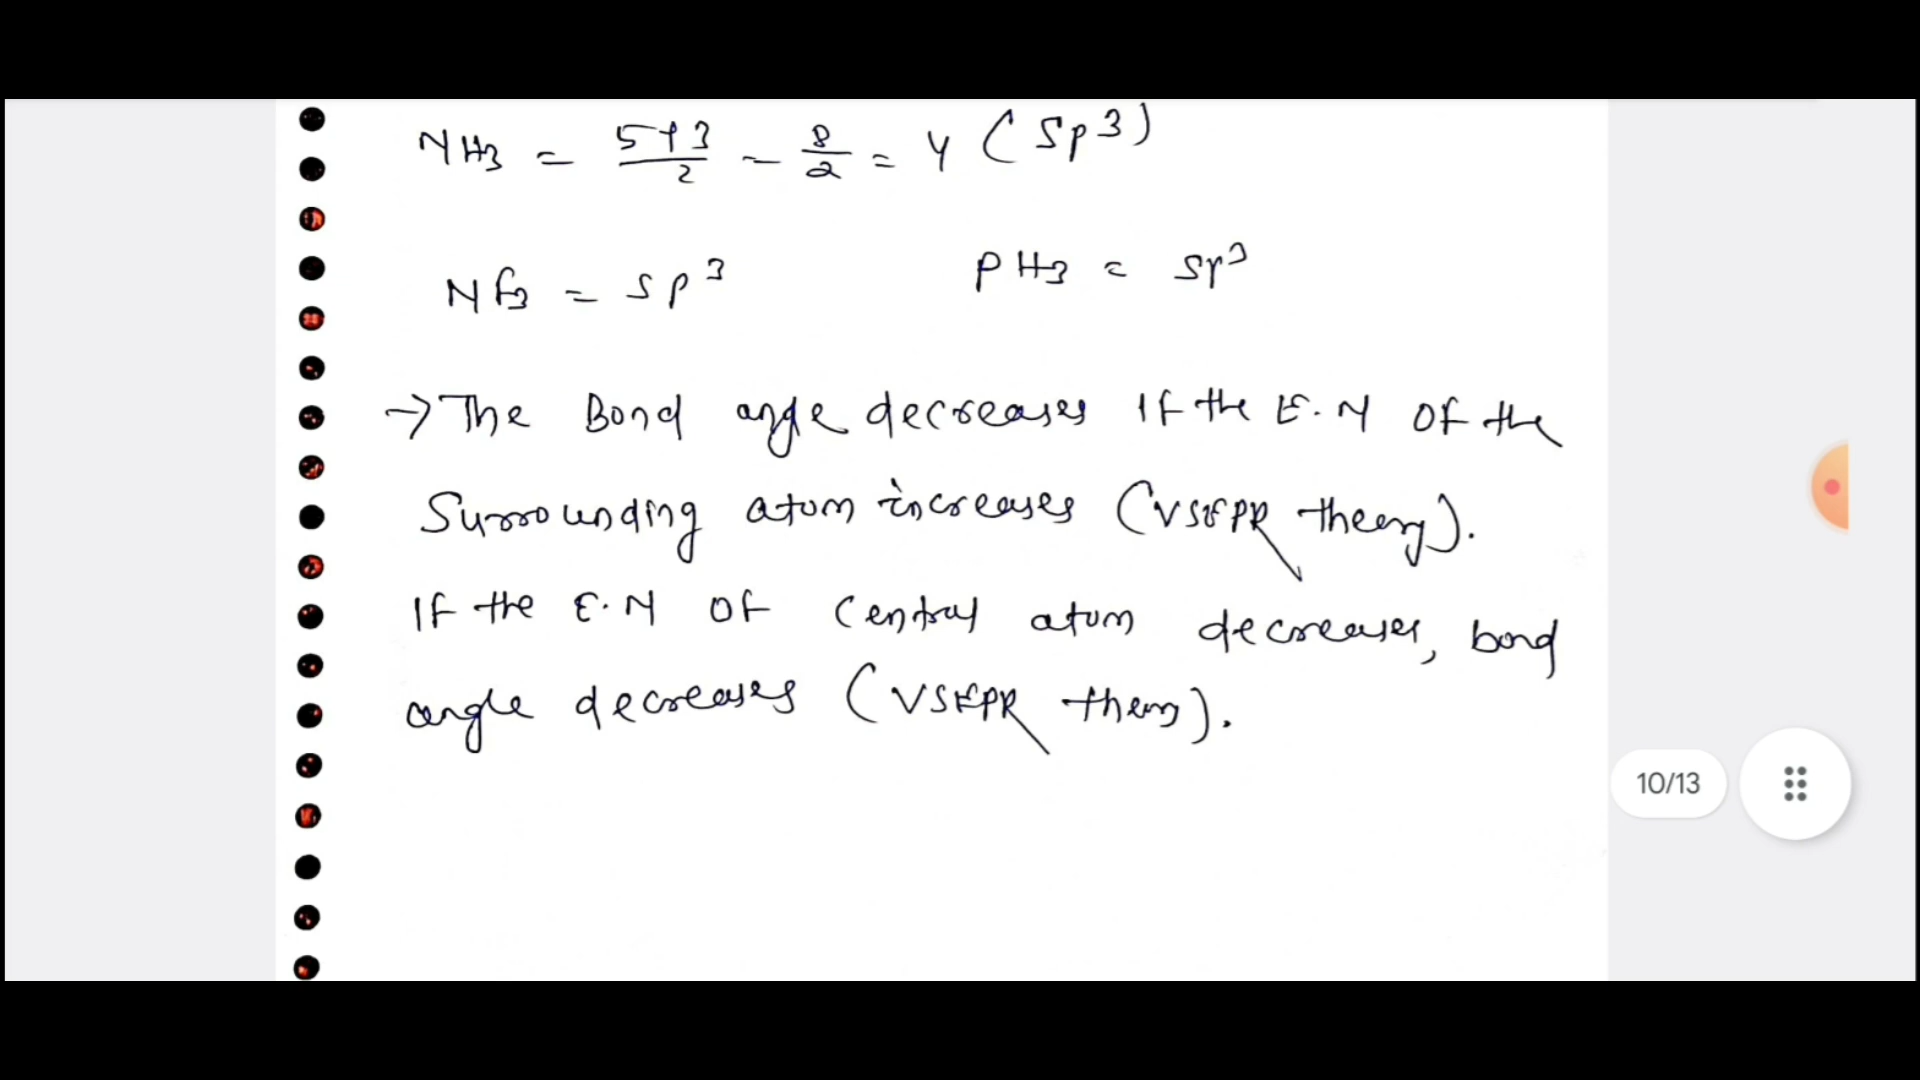 NH3 = 5+3/2 - 8/2 = 4 (Sp3)
Nf3 = sp3 PH3 = sp3
→ The Bond angle decreases If the E.N Of the
Surrounding atom increases (VSEPR theory).
If the E.N Of Central atom decreases, bond
10/13
angle decreases (VSEPR theory).